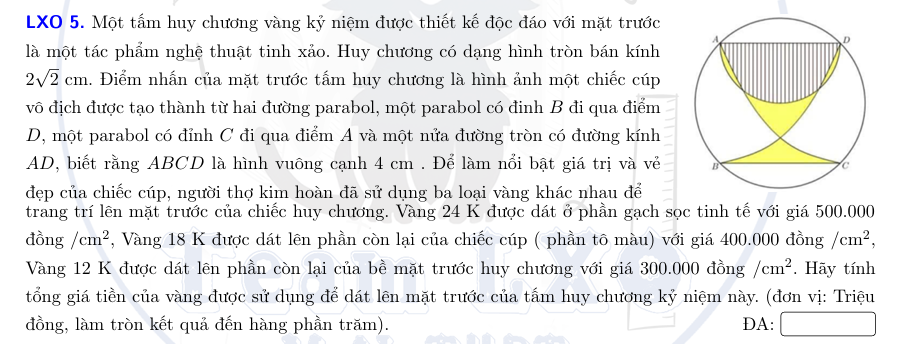 LXO 5. Một tấm huy chương vàng kỷ niệm được thiết kế độc đáo với mặt trước
là một tác phẩm nghệ thuật tinh xảo. Huy chương có dạng hình tròn bán kính
2√2 cm. Điểm nhấn của mặt trước tấm huy chương là hình ảnh một chiếc cúp
vô địch được tạo thành từ hai đường parabol, một parabol có đỉnh B đi qua điểm
D, một parabol có đỉnh C đi qua điểm A và một nửa đường tròn có đường kính
AD, biết rằng ABCD là hình vuông cạnh 4 cm . Để làm nổi bật giá trị và vẻ
đẹp của chiếc cúp, người thợ kim hoàn đã sử dụng ba loại vàng khác nhau để
trang trí lên mặt trước của chiếc huy chương. Vàng 24 K được dát ở phần gạch sọc tinh tế với giá 500.000
đồng /cm², Vàng 18 K được dát lên phần còn lại của chiếc cúp ( phần tô màu) với giá 400.000 đồng /cm²,
Vàng 12 K được dát lên phần còn lại của bề mặt trước huy chương với giá 300.000 đồng /cm². Hãy tính
tổng giá tiền của vàng được sử dụng để dát lên mặt trước của tấm huy chương kỷ niệm này. (đơn vị: Triệu
đồng, làm tròn kết quả đến hàng phần trăm).
ĐA:
A
D
B
C
Team LXO